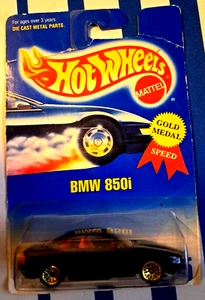 For ages over 3 years.
DIE CAST METAL PARTS.
Hot Wheels
MATTEL
GOLD
MEDAL
SPEED
BMW 850i